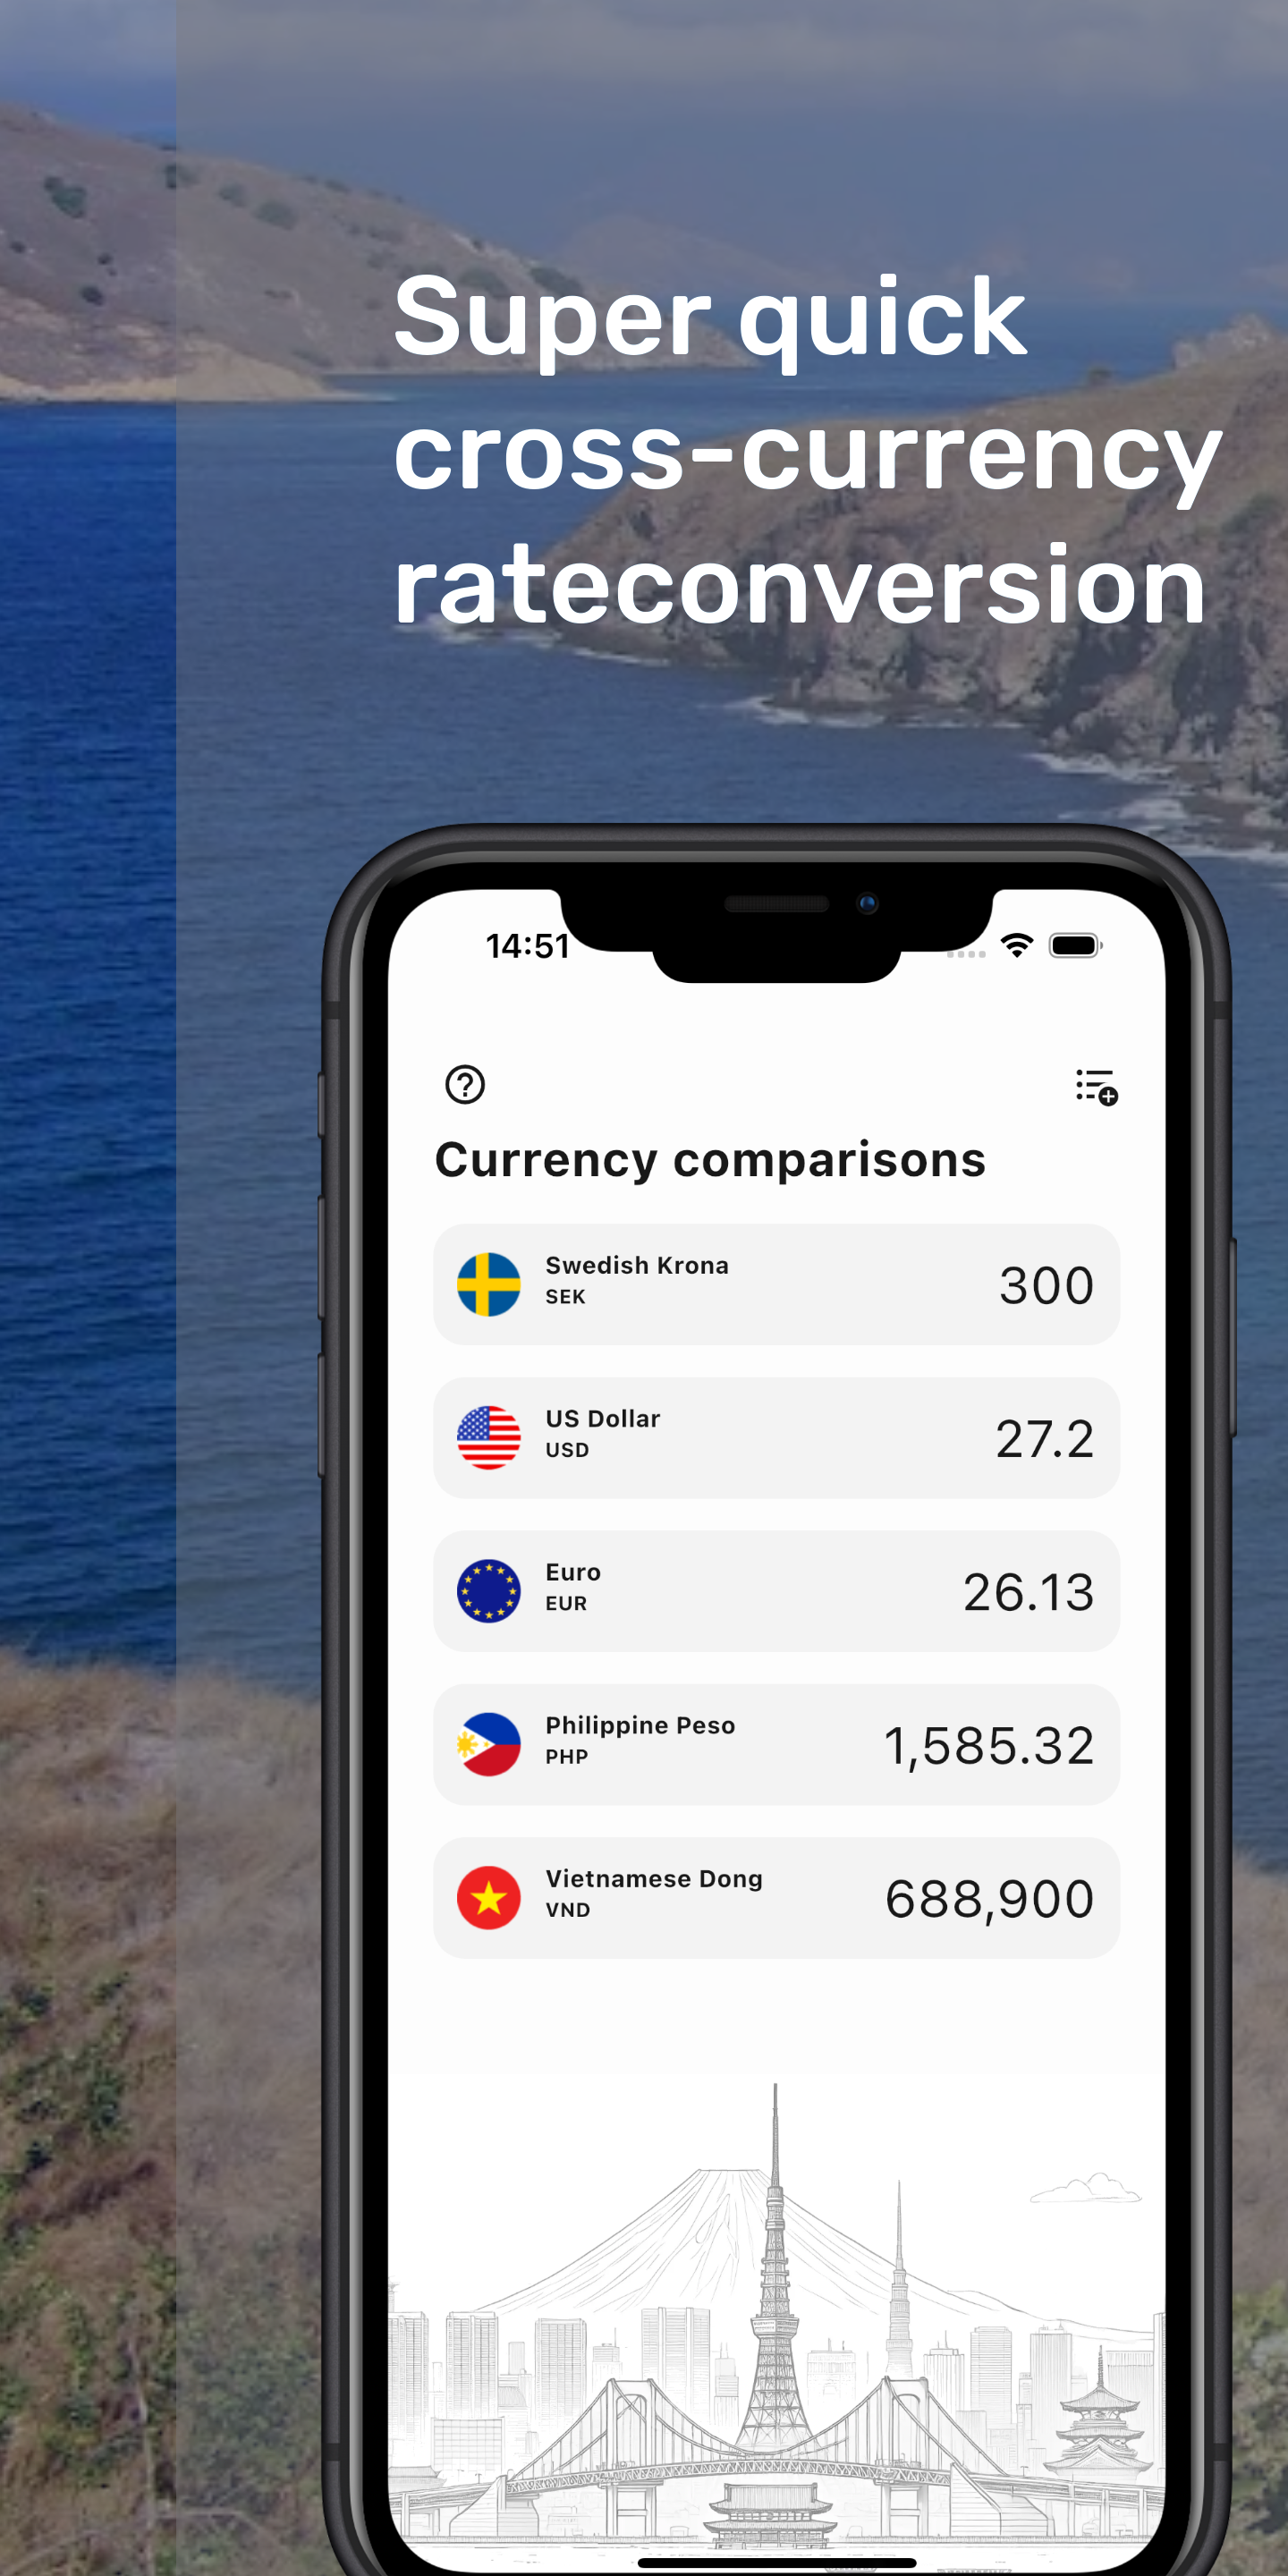 Super quick
cross-currency
rateconversion
14:51
Currency comparisons
Swedish Krona
SEK
300
US Dollar
USD
27.2
Euro
EUR
26.13
Philippine Peso
PHP
1,585.32
Vietnamese Dong
VND
688,900